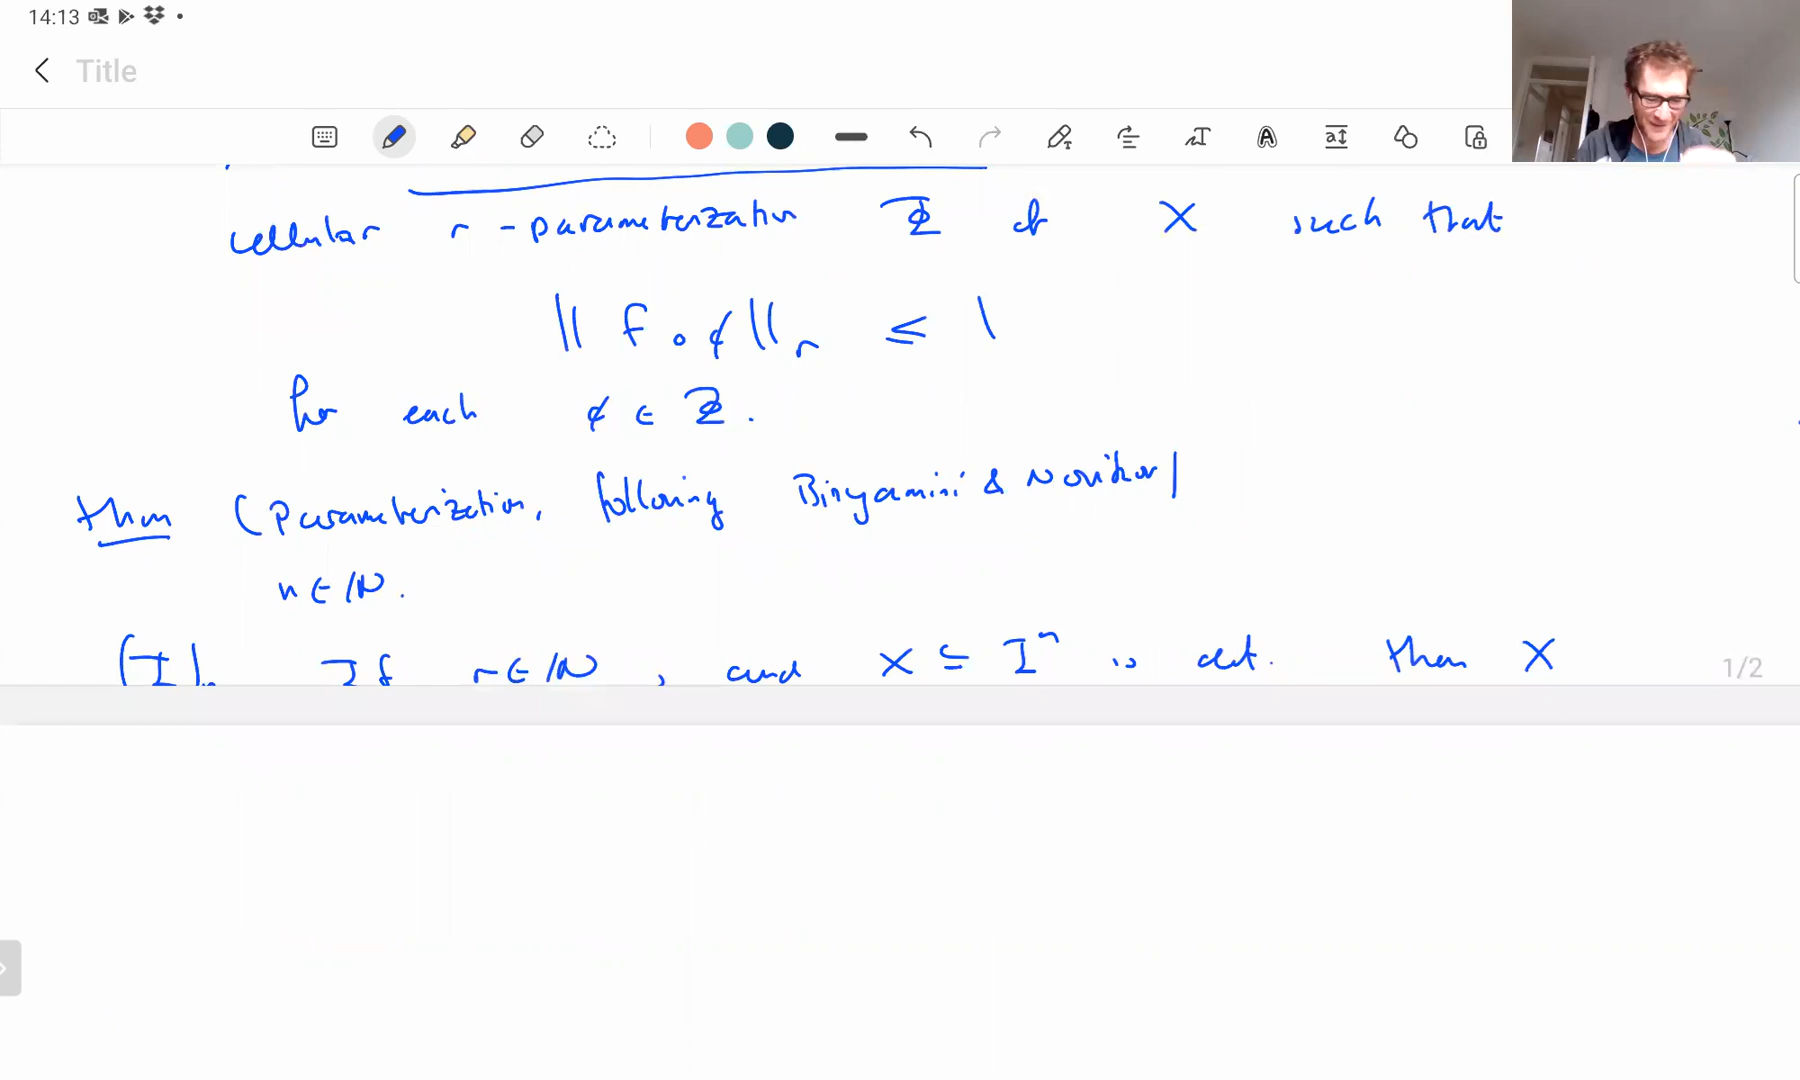 14:13
Title
cellular r-parameterization Φ of X such that
‖ f ∘ ϕ ‖_r ≤ 1
for each ϕ ∈ Φ.
thm (Parameterization, following Binyamini & Novikov)
n ∈ ℕ.
(I)_n If r ∈ ℕ, and X ⊆ I^n is def. then X
1/2